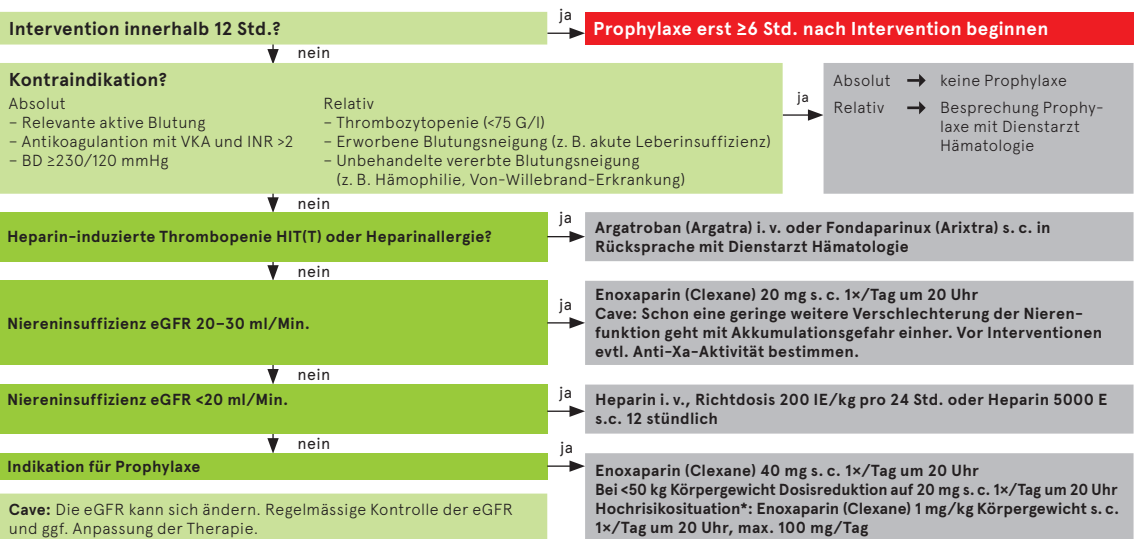 Intervention innerhalb 12 Std.?
ja
Prophylaxe erst ≥6 Std. nach Intervention beginnen
nein
Kontraindikation?
Absolut
– Relevante aktive Blutung
– Antikoagulantion mit VKA und INR >2
– BD ≥230/120 mmHg
Relativ
– Thrombozytopenie (<75 G/l)
– Erworbene Blutungsneigung (z. B. akute Leberinsuffizienz)
– Unbehandelte vererbte Blutungsneigung
(z. B. Hämophilie, Von-Willebrand-Erkrankung)
ja
Absolut → keine Prophylaxe
Relativ → Besprechung Prophy-
laxe mit Dienstarzt
Hämatologie
nein
Heparin-induzierte Thrombopenie HIT(T) oder Heparinallergie?
ja
Argatroban (Argatra) i. v. oder Fondaparinux (Arixtra) s. c. in
Rücksprache mit Dienstarzt Hämatologie
nein
Niereninsuffizienz eGFR 20–30 ml/Min.
ja
Enoxaparin (Clexane) 20 mg s. c. 1×/Tag um 20 Uhr
Cave: Schon eine geringe weitere Verschlechterung der Nieren-
funktion geht mit Akkumulationsgefahr einher. Vor Interventionen
evtl. Anti-Xa-Aktivität bestimmen.
nein
Niereninsuffizienz eGFR <20 ml/Min.
ja
Heparin i. v., Richtdosis 200 IE/kg pro 24 Std. oder Heparin 5000 E
s.c. 12 stündlich
nein
Indikation für Prophylaxe
ja
Enoxaparin (Clexane) 40 mg s. c. 1×/Tag um 20 Uhr
Bei <50 kg Körpergewicht Dosisreduktion auf 20 mg s. c. 1×/Tag um 20 Uhr
Hochrisikosituation*: Enoxaparin (Clexane) 1 mg/kg Körpergewicht s. c.
1×/Tag um 20 Uhr, max. 100 mg/Tag
Cave: Die eGFR kann sich ändern. Regelmässige Kontrolle der eGFR
und ggf. Anpassung der Therapie.